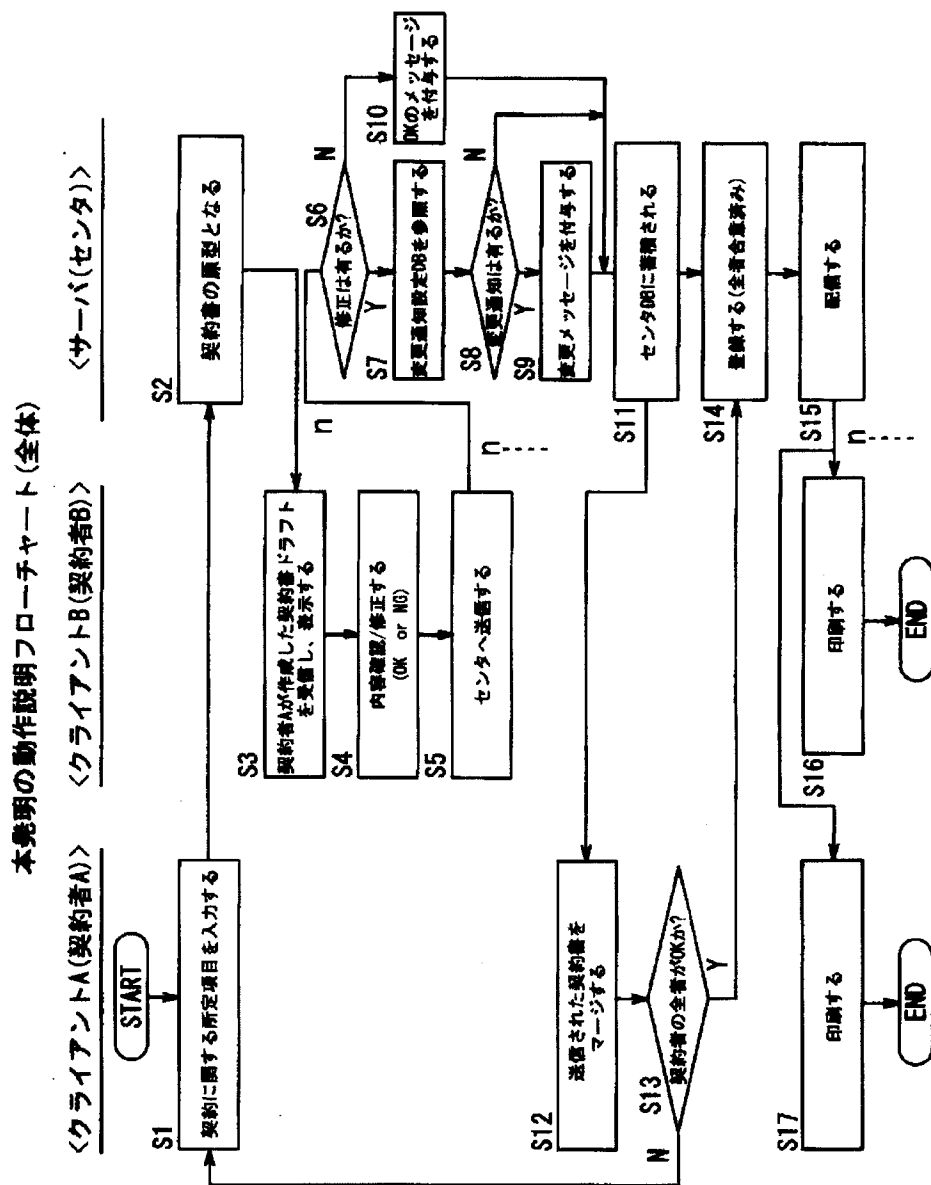 本発明の動作説明フローチャート(全体)
<クライアントA(契約者A)>
<クライアントB(契約者B)>
<サーバ(センタ)>
START
S1
契約に関する所定項目を入力する
S2
契約書の原型となる
S3
契約者Aが作成した契約書ドラフト
を受信し、表示する
S4
内容確認/修正する
(OK or NG)
S5
センタへ送信する
n
n
S6
修正は有るか?
N
Y
S7
変更通知設定DBを参照する
S8
変更通知は有るか?
N
Y
S9
変更メッセージを付与する
S10
OKのメッセージ
を付与する
S11
センタDBに蓄積される
S12
送信された契約書を
マージする
S13
契約者の全者がOKか?
N
Y
S14
登録する(全者合意済み)
S15
配信する
n
S16
印刷する
END
S17
印刷する
END